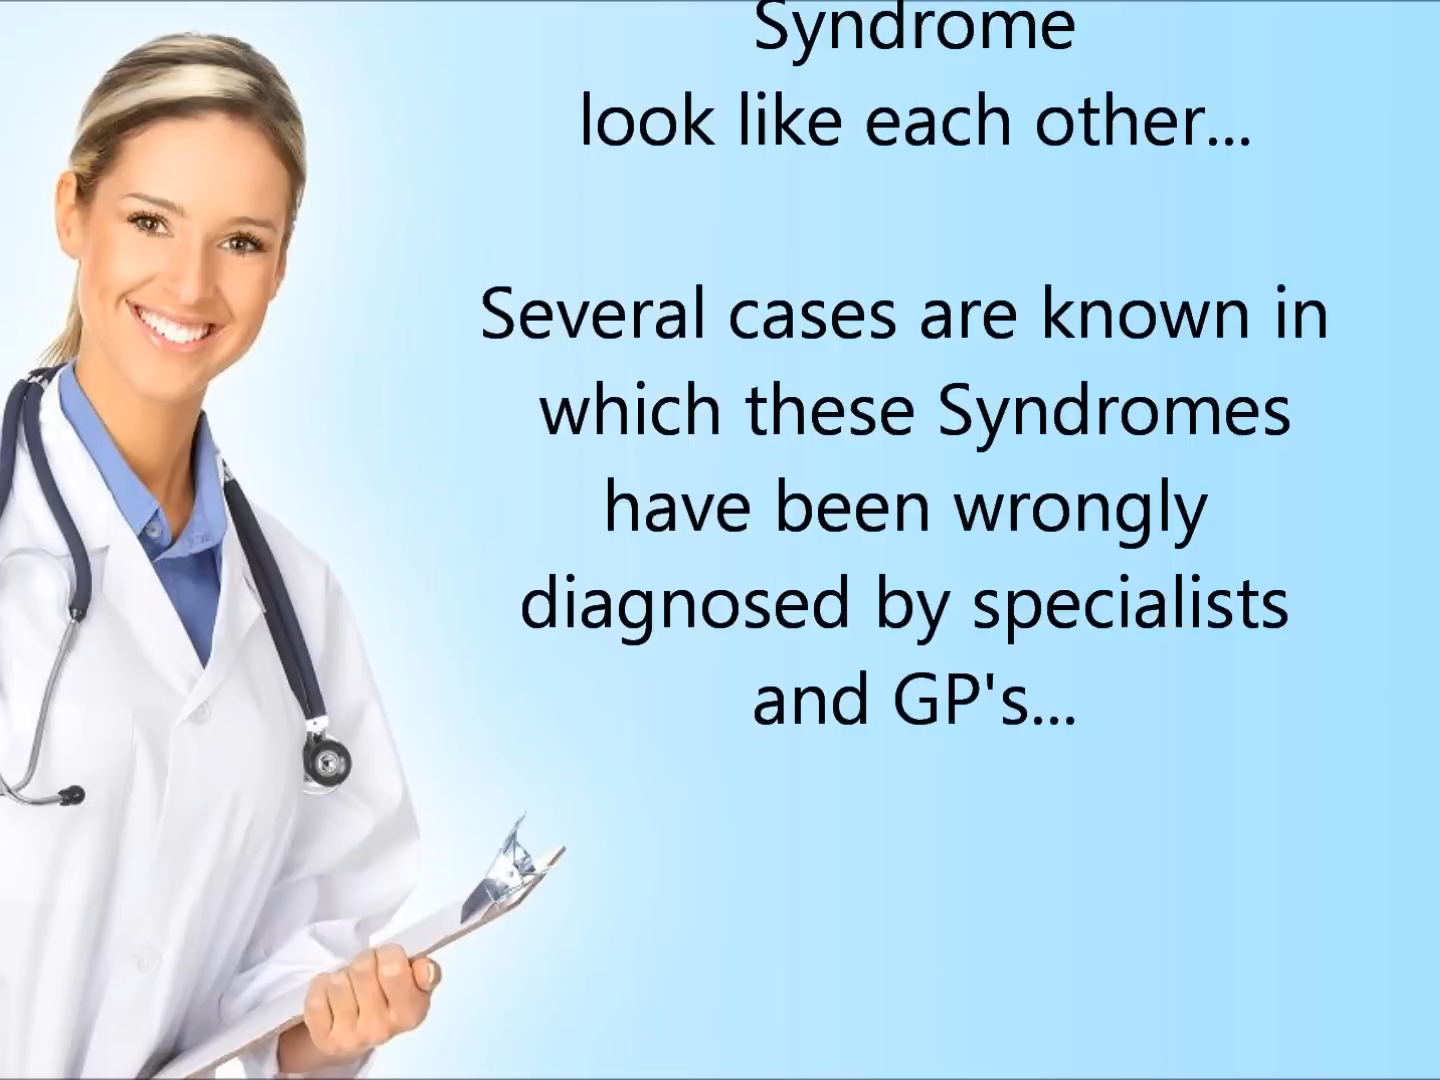 Syndrome
look like each other...
Several cases are known in
which these Syndromes
have been wrongly
diagnosed by specialists
and GP's...